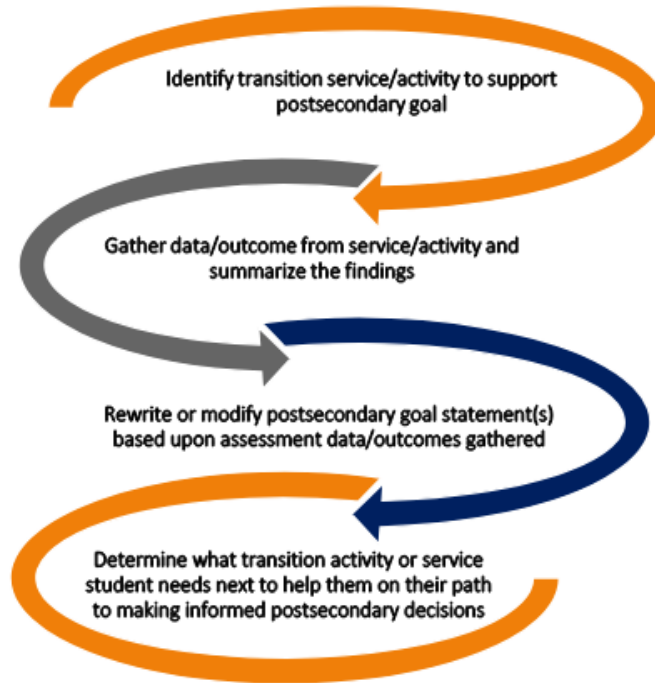 Identify transition service/activity to support
postsecondary goal
Gather data/outcome from service/activity and
summarize the findings
Rewrite or modify postsecondary goal statement(s)
based upon assessment data/outcomes gathered
Determine what transition activity or service
student needs next to help them on their path
to making informed postsecondary decisions